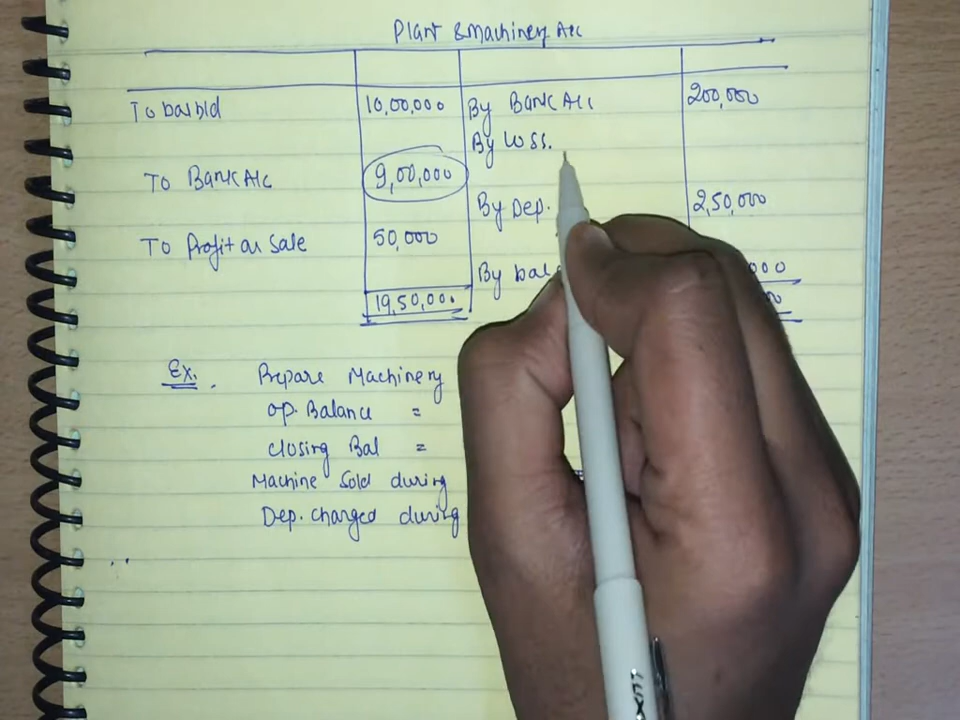 Plant & Machinery A/c
To bal b/d 10,00,000 By Bank A/c 200,000
By Loss.
To Bank A/c 9,00,000
By Dep. 2,50,000
To Profit on Sale 50,000
By bal
19,50,000
Ex. Prepare Machinery
op. Balance =
closing Bal =
Machine Sold during
Dep. charged during